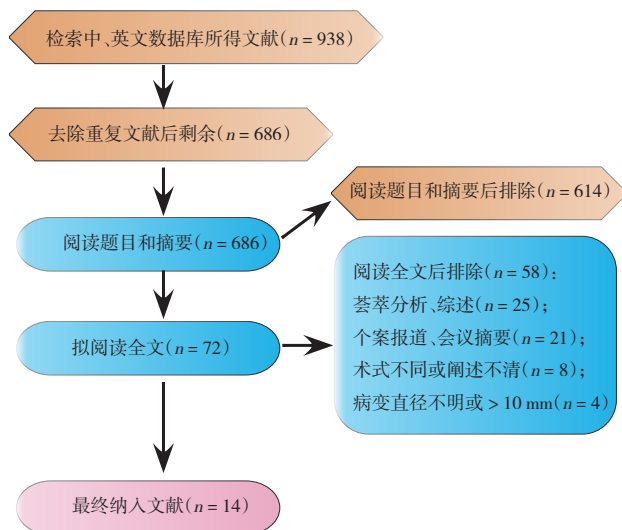 检索中、英文数据库所得文献(n = 938)
去除重复文献后剩余(n = 686)
阅读题目和摘要后排除(n = 614)
阅读题目和摘要(n = 686)
阅读全文后排除(n = 58):
荟萃分析、综述(n = 25);
个案报道、会议摘要(n = 21);
术式不同或阐述不清(n = 8);
病变直径不明或 > 10 mm(n = 4)
拟阅读全文(n = 72)
最终纳入文献(n = 14)